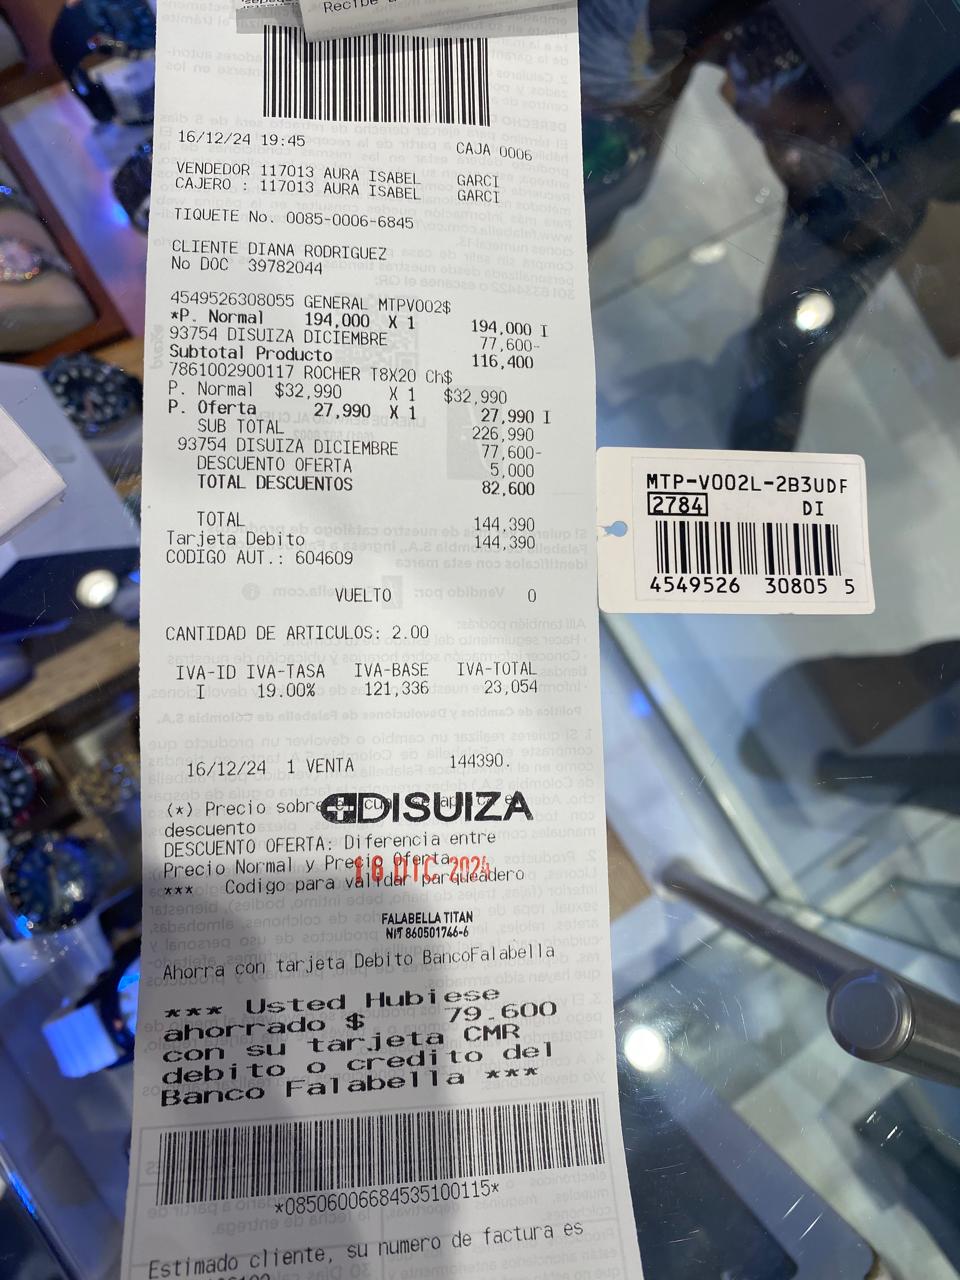 Recibe
16/12/24 19:45 CAJA 0006
VENDEDOR 117013 AURA ISABEL GARCI
CAJERO : 117013 AURA ISABEL GARCI
TIQUETE No. 0085-0006-6845
CLIENTE DIANA RODRIGUEZ
No DOC 39782044
4549526308055 GENERAL MTPV002$
*P. Normal 194,000 X 1 194,000 I
93754 DISUIZA DICIEMBRE 77,600-
Subtotal Producto 116,400
7861002900117 ROCHER T8X20 Ch$
P. Normal $32,990 X 1 $32,990
P. Oferta 27,990 X 1 27,990 I
SUB TOTAL 226,990
93754 DISUIZA DICIEMBRE 77,600-
DESCUENTO OFERTA 5,000
TOTAL DESCUENTOS 82,600
TOTAL 144,390
Tarjeta Debito 144,390
CODIGO AUT.: 604609
VUELTO 0
CANTIDAD DE ARTICULOS: 2.00
IVA-ID IVA-TASA IVA-BASE IVA-TOTAL
I 19.00% 121,336 23,054
16/12/24 1 VENTA 144390.
(*) Precio sobre
DISUIZA
descuento
DESCUENTO OFERTA: Diferencia entre
Precio Normal y Precio Oferta
16 DIC 2024
*** Codigo para validar parqueadero
FALABELLA TITAN
NIT 860501746-6
Ahorra con tarjeta Debito BancoFalabella
*** Usted Hubiese
ahorrado $ 79.600
con su tarjeta CMR
debito o credito del
Banco Falabella ***
*08506006684535100115*
Estimado cliente, su numero de factura es
MTP-V002L-2B3UDF
2784 DI
4549526 30805 5